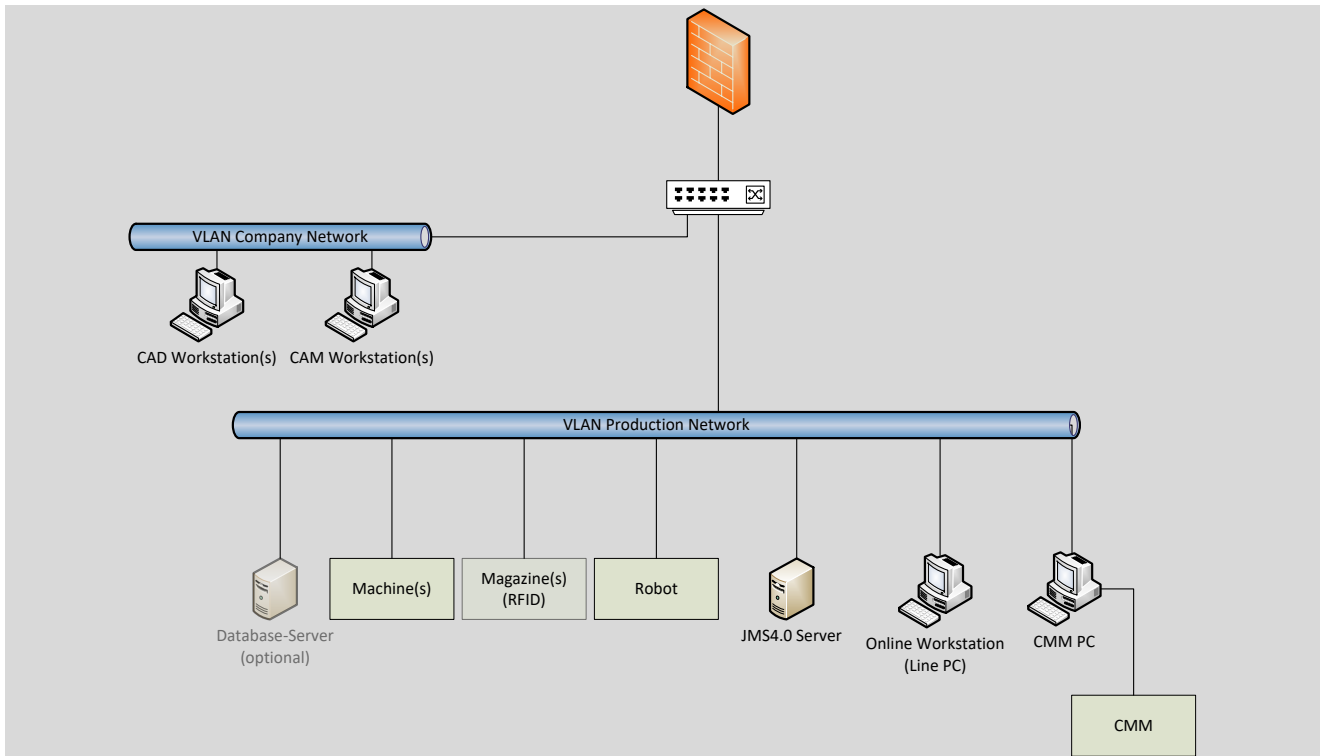 VLAN Company Network
CAD Workstation(s)
CAM Workstation(s)
VLAN Production Network
Database-Server
(optional)
Machine(s)
Magazine(s)
(RFID)
Robot
JMS4.0 Server
Online Workstation
(Line PC)
CMM PC
CMM